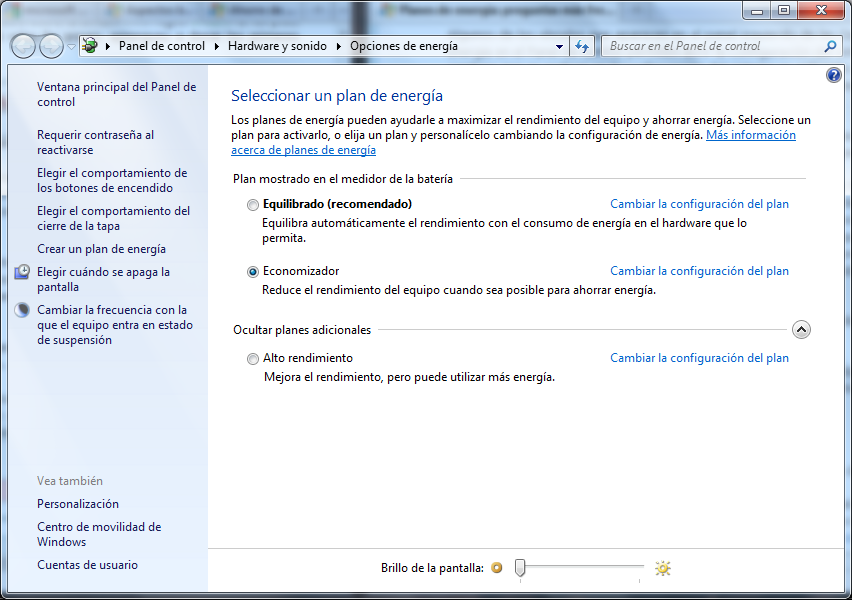 Panel de control
Hardware y sonido
Opciones de energía
Buscar en el Panel de control
Ventana principal del Panel de
control
Requerir contraseña al
reactivarse
Elegir el comportamiento de
los botones de encendido
Elegir el comportamiento del
cierre de la tapa
Crear un plan de energía
Elegir cuándo se apaga la
pantalla
Cambiar la frecuencia con la
que el equipo entra en estado
de suspensión
Vea también
Personalización
Centro de movilidad de
Windows
Cuentas de usuario
Seleccionar un plan de energía
Los planes de energía pueden ayudarle a maximizar el rendimiento del equipo y ahorrar energía. Seleccione un
plan para activarlo, o elija un plan y personalícelo cambiando la configuración de energía. Más información
acerca de planes de energía
Plan mostrado en el medidor de la batería
Equilibrado (recomendado) Cambiar la configuración del plan
Equilibra automáticamente el rendimiento con el consumo de energía en el hardware que lo
permita.
Economizador Cambiar la configuración del plan
Reduce el rendimiento del equipo cuando sea posible para ahorrar energía.
Ocultar planes adicionales
Alto rendimiento Cambiar la configuración del plan
Mejora el rendimiento, pero puede utilizar más energía.
Brillo de la pantalla: